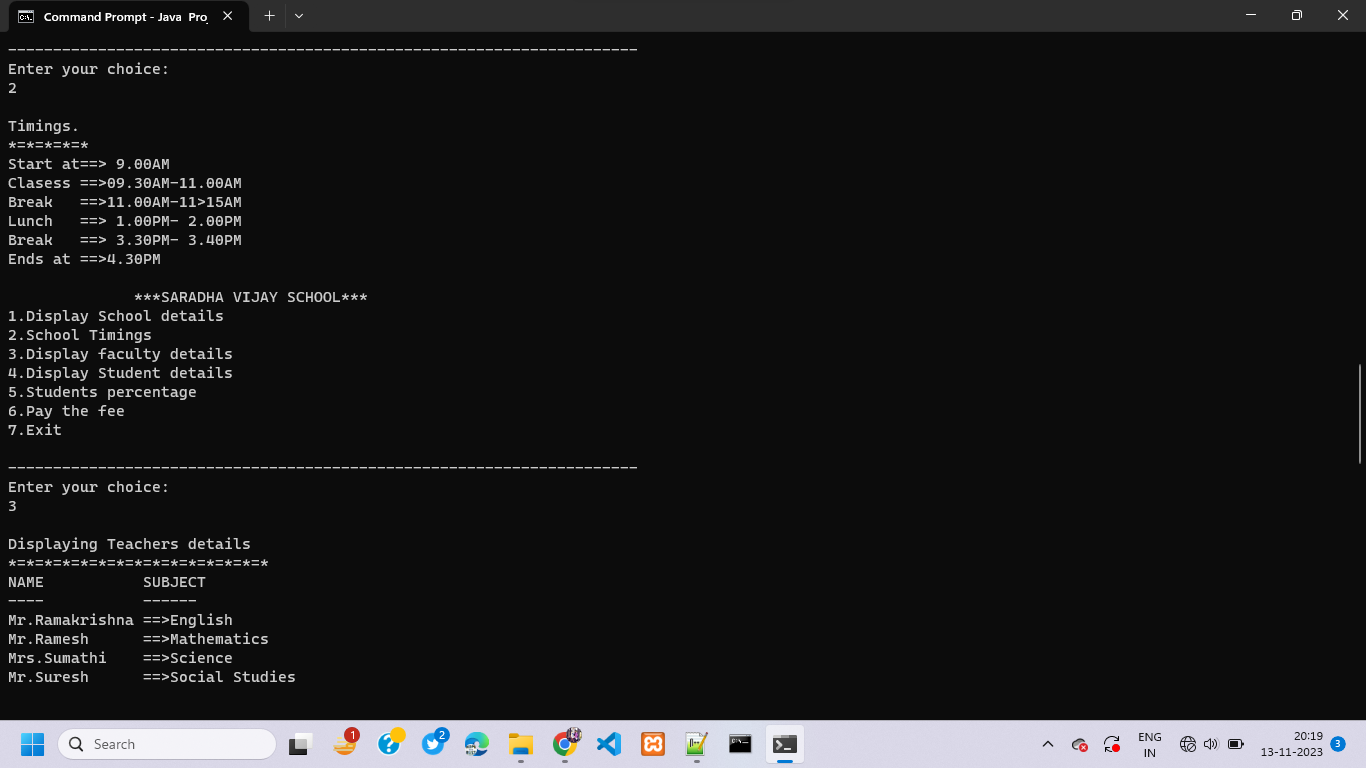 Command Prompt - Java  Pro
----------------------------------------------------------------------
Enter your choice:
2
Timings.
*=*=*=*=*
Start at==> 9.00AM
Clasess ==>09.30AM-11.00AM
Break   ==>11.00AM-11>15AM
Lunch   ==> 1.00PM- 2.00PM
Break   ==> 3.30PM- 3.40PM
Ends at ==>4.30PM
***SARADHA VIJAY SCHOOL***
1.Display School details
2.School Timings
3.Display faculty details
4.Display Student details
5.Students percentage
6.Pay the fee
7.Exit
----------------------------------------------------------------------
Enter your choice:
3
Displaying Teachers details
*=*=*=*=*=*=*=*=*=*=*=*=*=*=*
NAME           SUBJECT
----           ------
Mr.Ramakrishna ==>English
Mr.Ramesh      ==>Mathematics
Mrs.Sumathi    ==>Science
Mr.Suresh      ==>Social Studies
Search
1
2
ENG
IN
20:19
13-11-2023
3